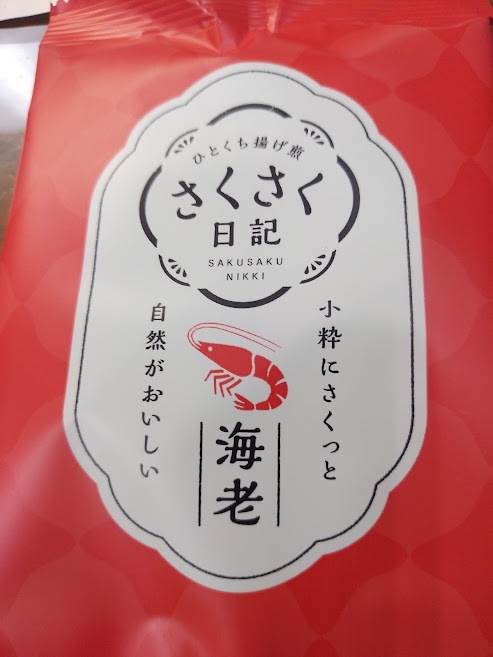 ひとくち揚げ煎
さくさく
日記
SAKUSAKU
NIKKI
小粋にさくっと
自然がおいしい
海老